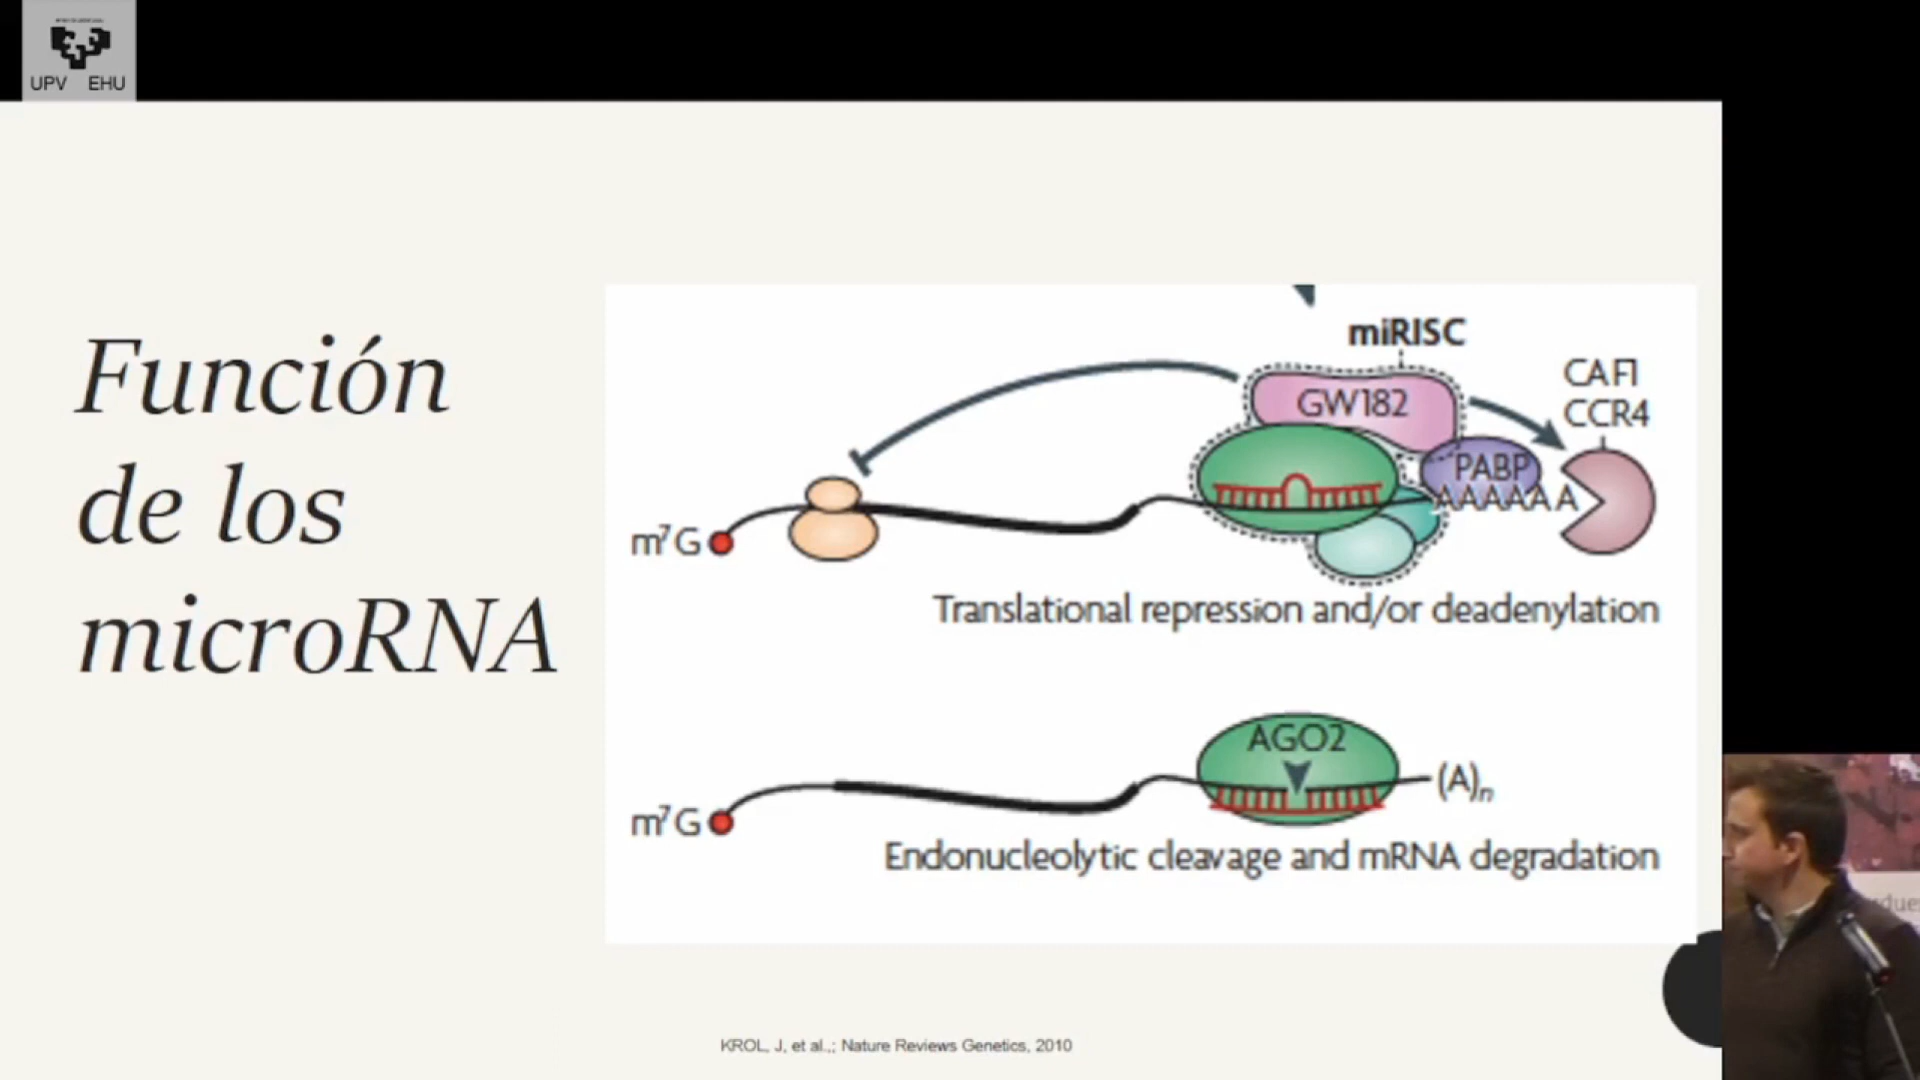 UPV EHU
Función
de los
microRNA
miRISC
GW182
CAF1
CCR4
PABP
AAAAAAA
m⁷G
Translational repression and/or deadenylation
AGO2
(A)n
m⁷G
Endonucleolytic cleavage and mRNA degradation
KROL, J, et al.,; Nature Reviews Genetics, 2010